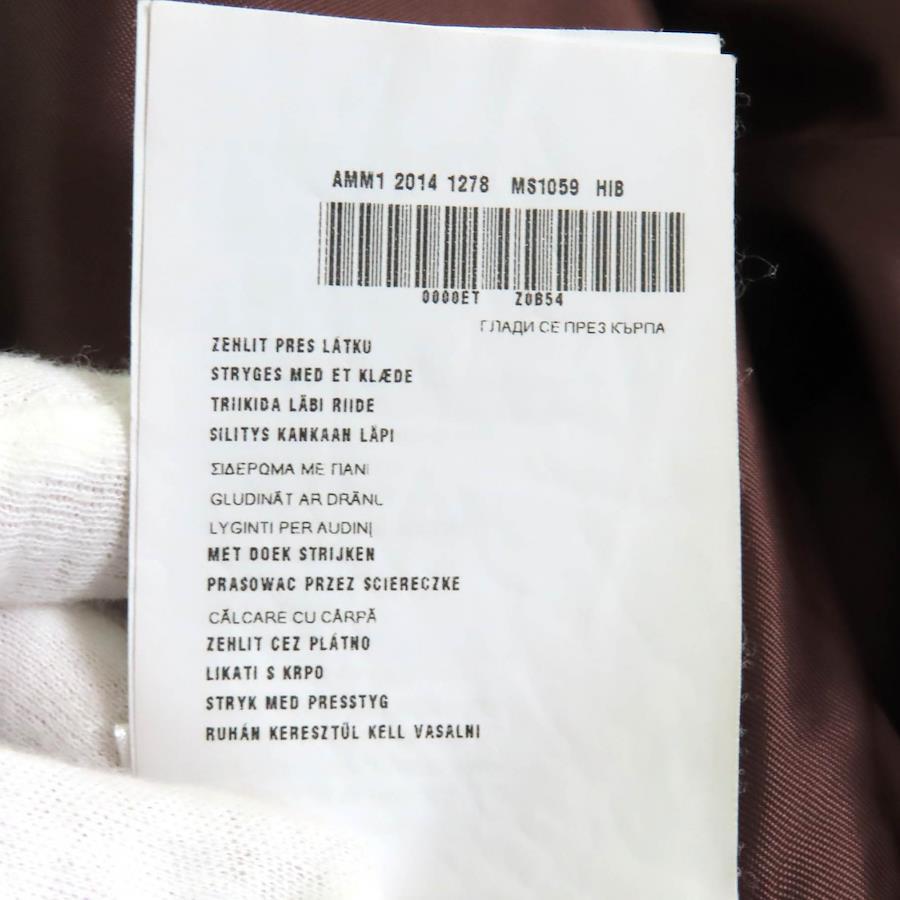 AMM1 2014 1278 MS1059 HIB
0000ET Z0B54
ГЛАДИ СЕ ПРЕЗ КЪРПА
ZEHLIT PRES LÁTKU
STRYGES MED ET KLÆDE
TRIIKIDA LÄBI RIIDE
SILITYS KANKAAN LÄPI
ΣΙΔΕΡΩΜΑ ΜΕ ΠΑΝΙ
GLUDINĀT AR DRĀNU
LYGINTI PER AUDINĮ
MET DOEK STRIJKEN
PRASOWAC PRZEZ SCIERECZKE
CĂLCARE CU CÂRPĂ
ZEHLIT CEZ PLÁTNO
LIKATI S KRPO
STRYK MED PRESSTYG
RUHÁN KERESZTÜL KELL VASALNI